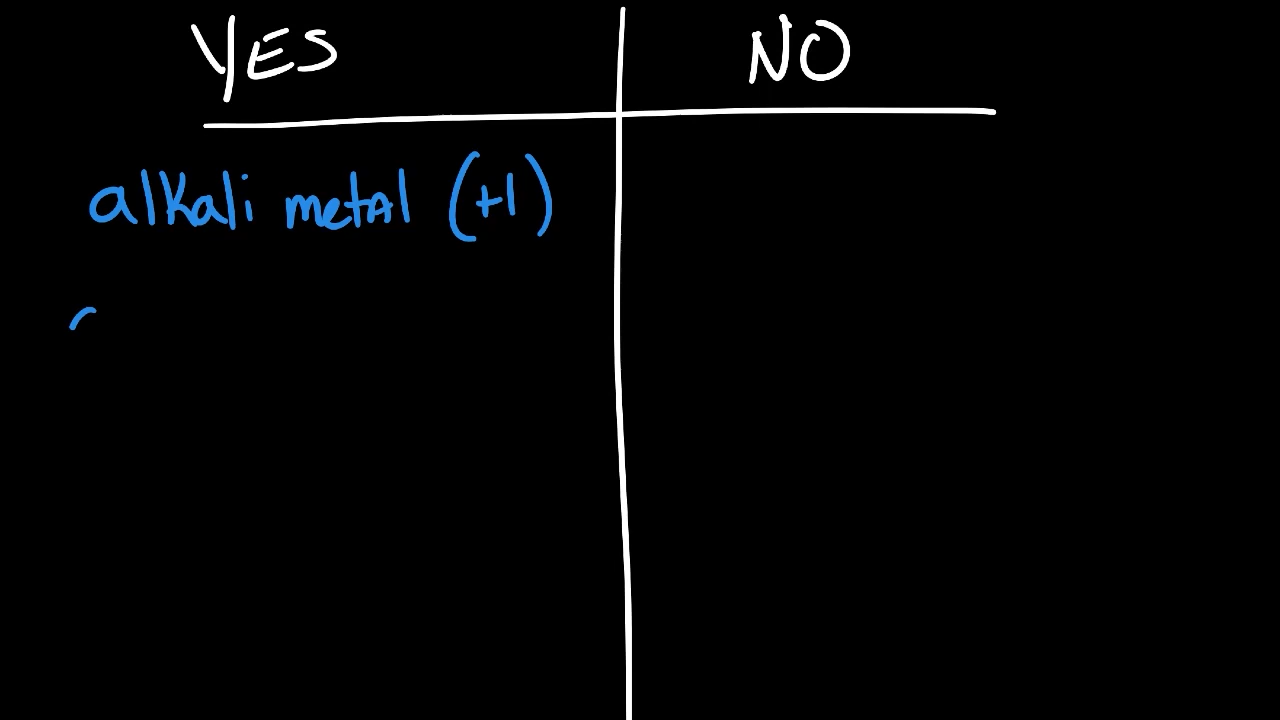 YES NO
alkali metal (+1)